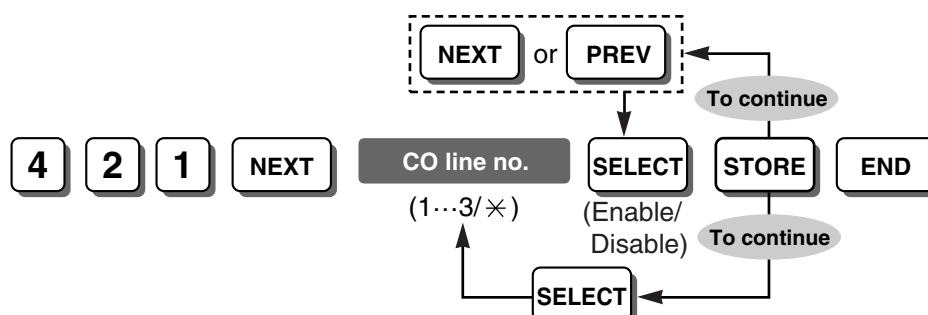 NEXT or PREV
To continue
4 2 1 NEXT CO line no. SELECT STORE END
(1···3/✳) (Enable/
Disable) To continue
SELECT